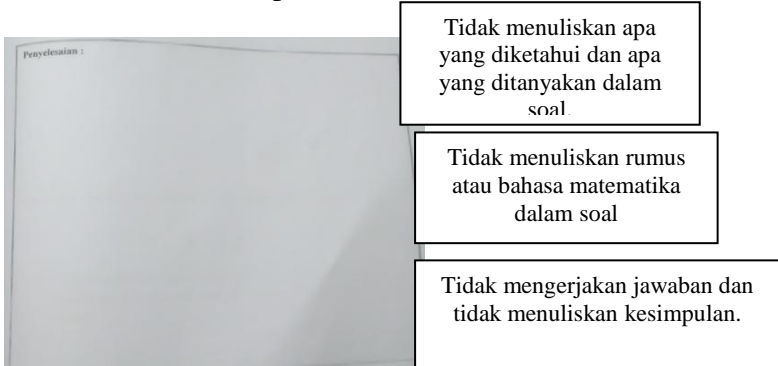 Penyelesaian :
Tidak menuliskan apa
yang diketahui dan apa
yang ditanyakan dalam
soal.
Tidak menuliskan rumus
atau bahasa matematika
dalam soal
Tidak mengerjakan jawaban dan
tidak menuliskan kesimpulan.